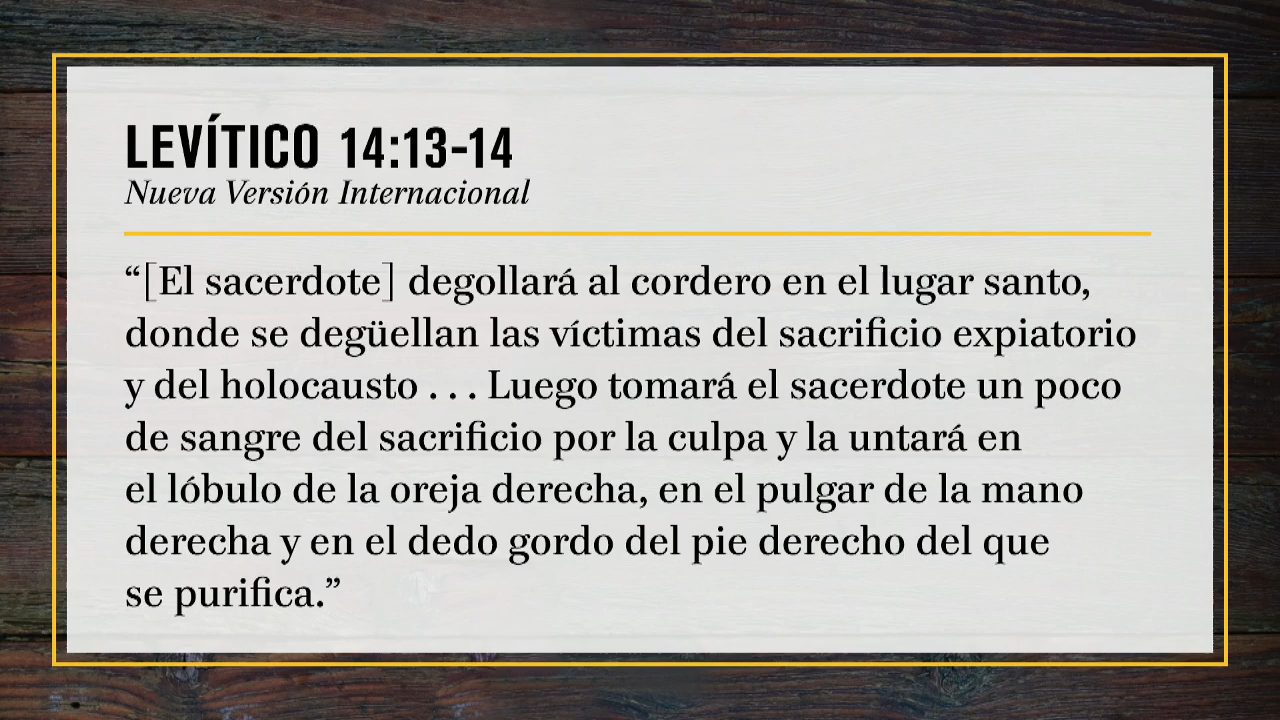 LEVÍTICO 14:13-14
Nueva Versión Internacional
“[El sacerdote] degollará al cordero en el lugar santo,
donde se degüellan las víctimas del sacrificio expiatorio
y del holocausto . . . Luego tomará el sacerdote un poco
de sangre del sacrificio por la culpa y la untará en
el lóbulo de la oreja derecha, en el pulgar de la mano
derecha y en el dedo gordo del pie derecho del que
se purifica.”